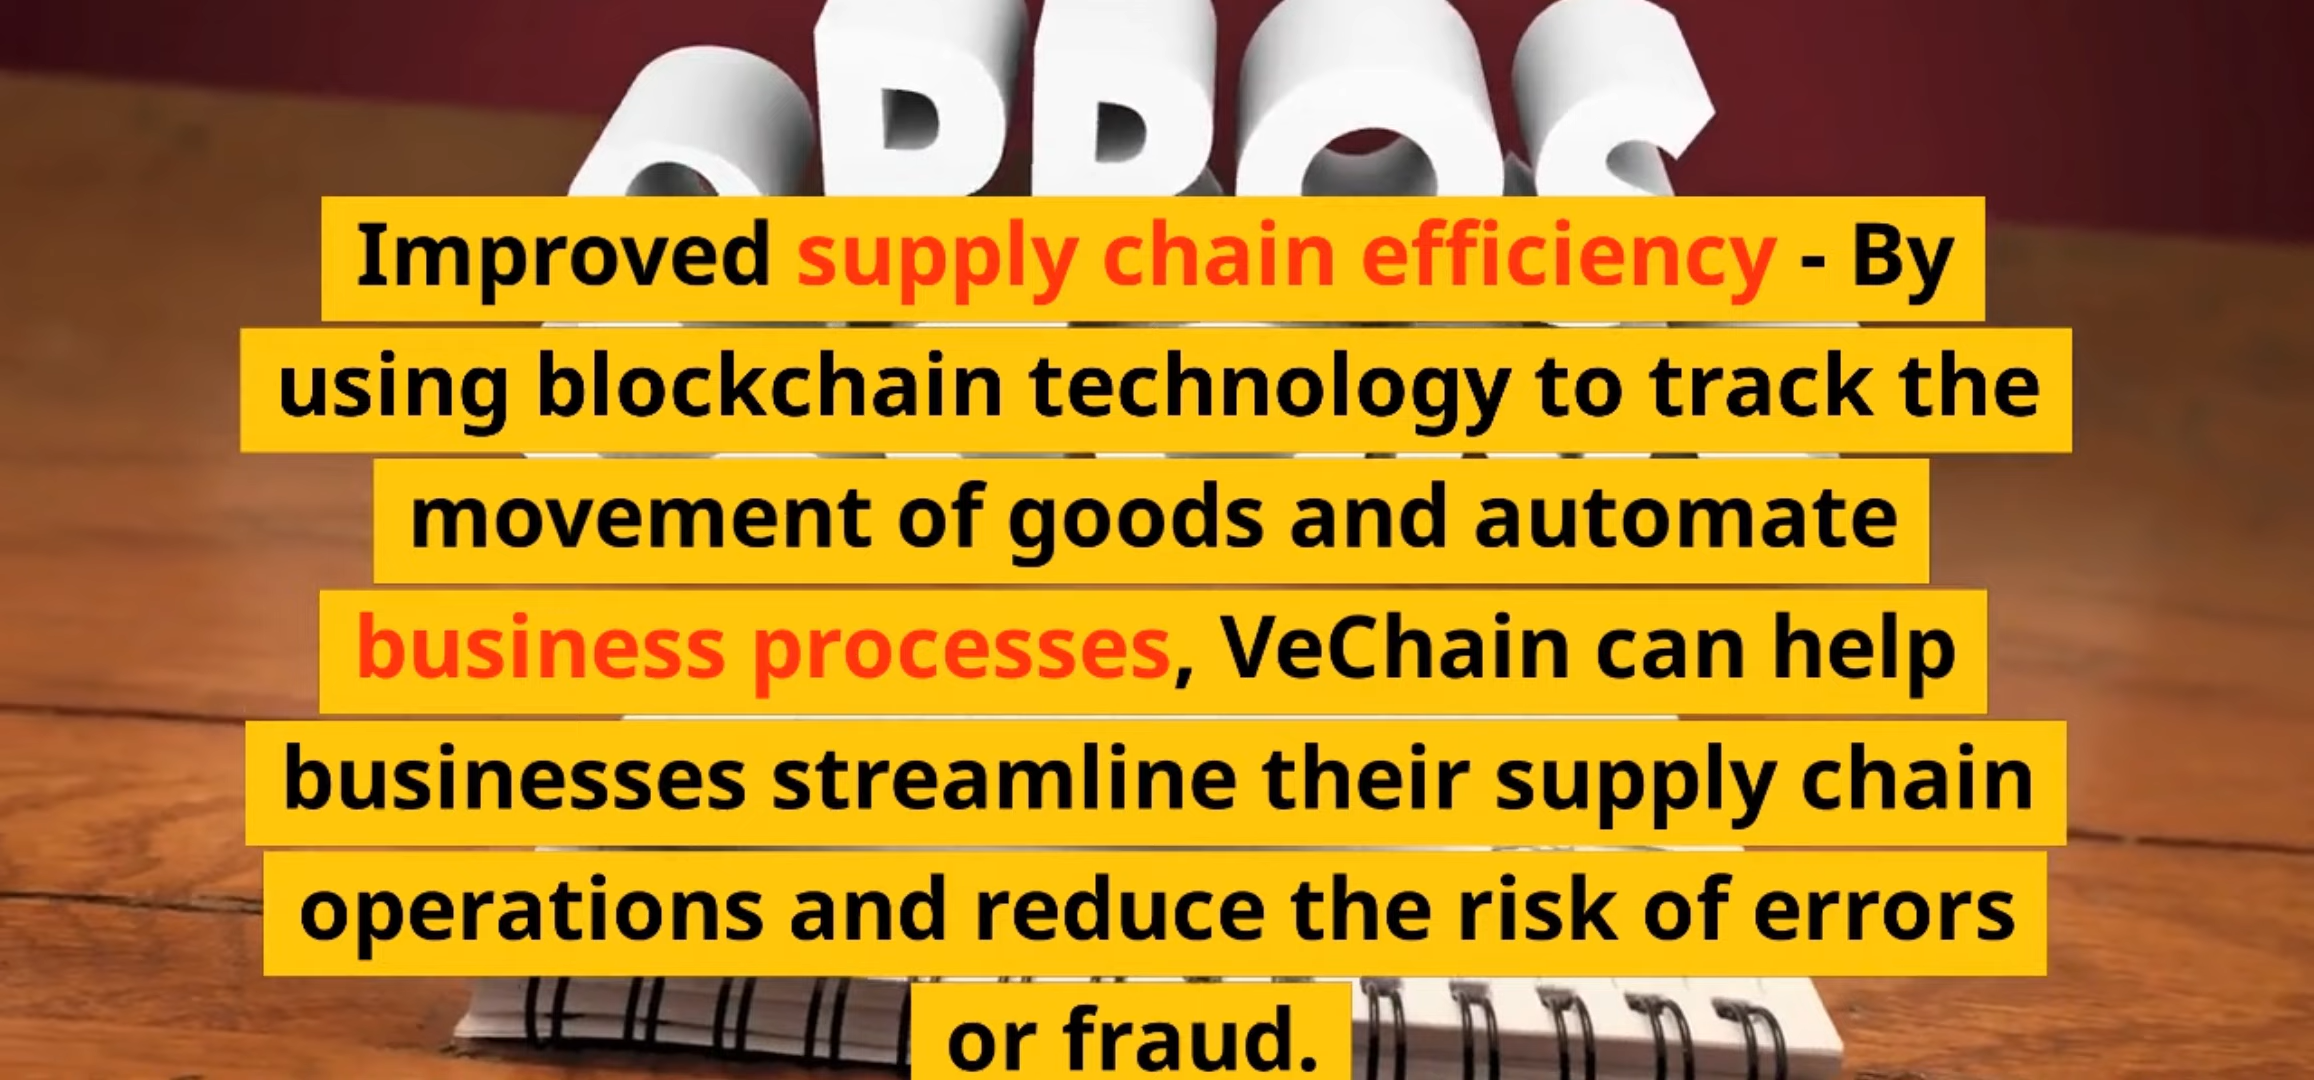 PROS
Improved supply chain efficiency - By
using blockchain technology to track the
movement of goods and automate
business processes, VeChain can help
businesses streamline their supply chain
operations and reduce the risk of errors
or fraud.